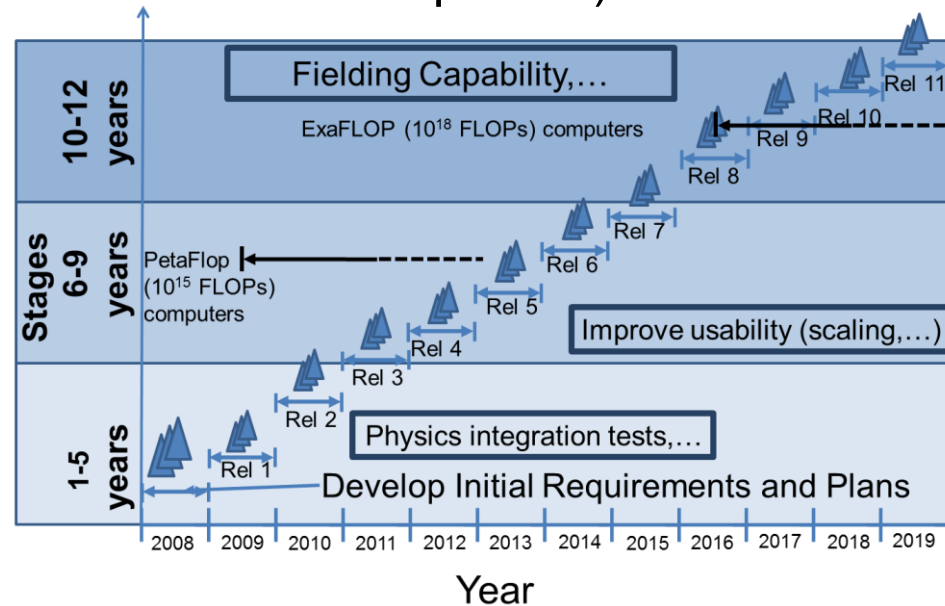 Fielding Capability,...
ExaFLOP (10¹⁸ FLOPs) computers
Rel 11
Rel 10
Rel 9
Rel 8
10-12
years
Rel 7
Rel 6
Rel 5
Rel 4
Rel 3
PetaFlop
(10¹⁵ FLOPs)
computers
Improve usability (scaling,...)
Stages
6-9
years
Rel 2
Rel 1
Physics integration tests,...
Develop Initial Requirements and Plans
1-5
years
2008 2009 2010 2011 2012 2013 2014 2015 2016 2017 2018 2019
Year